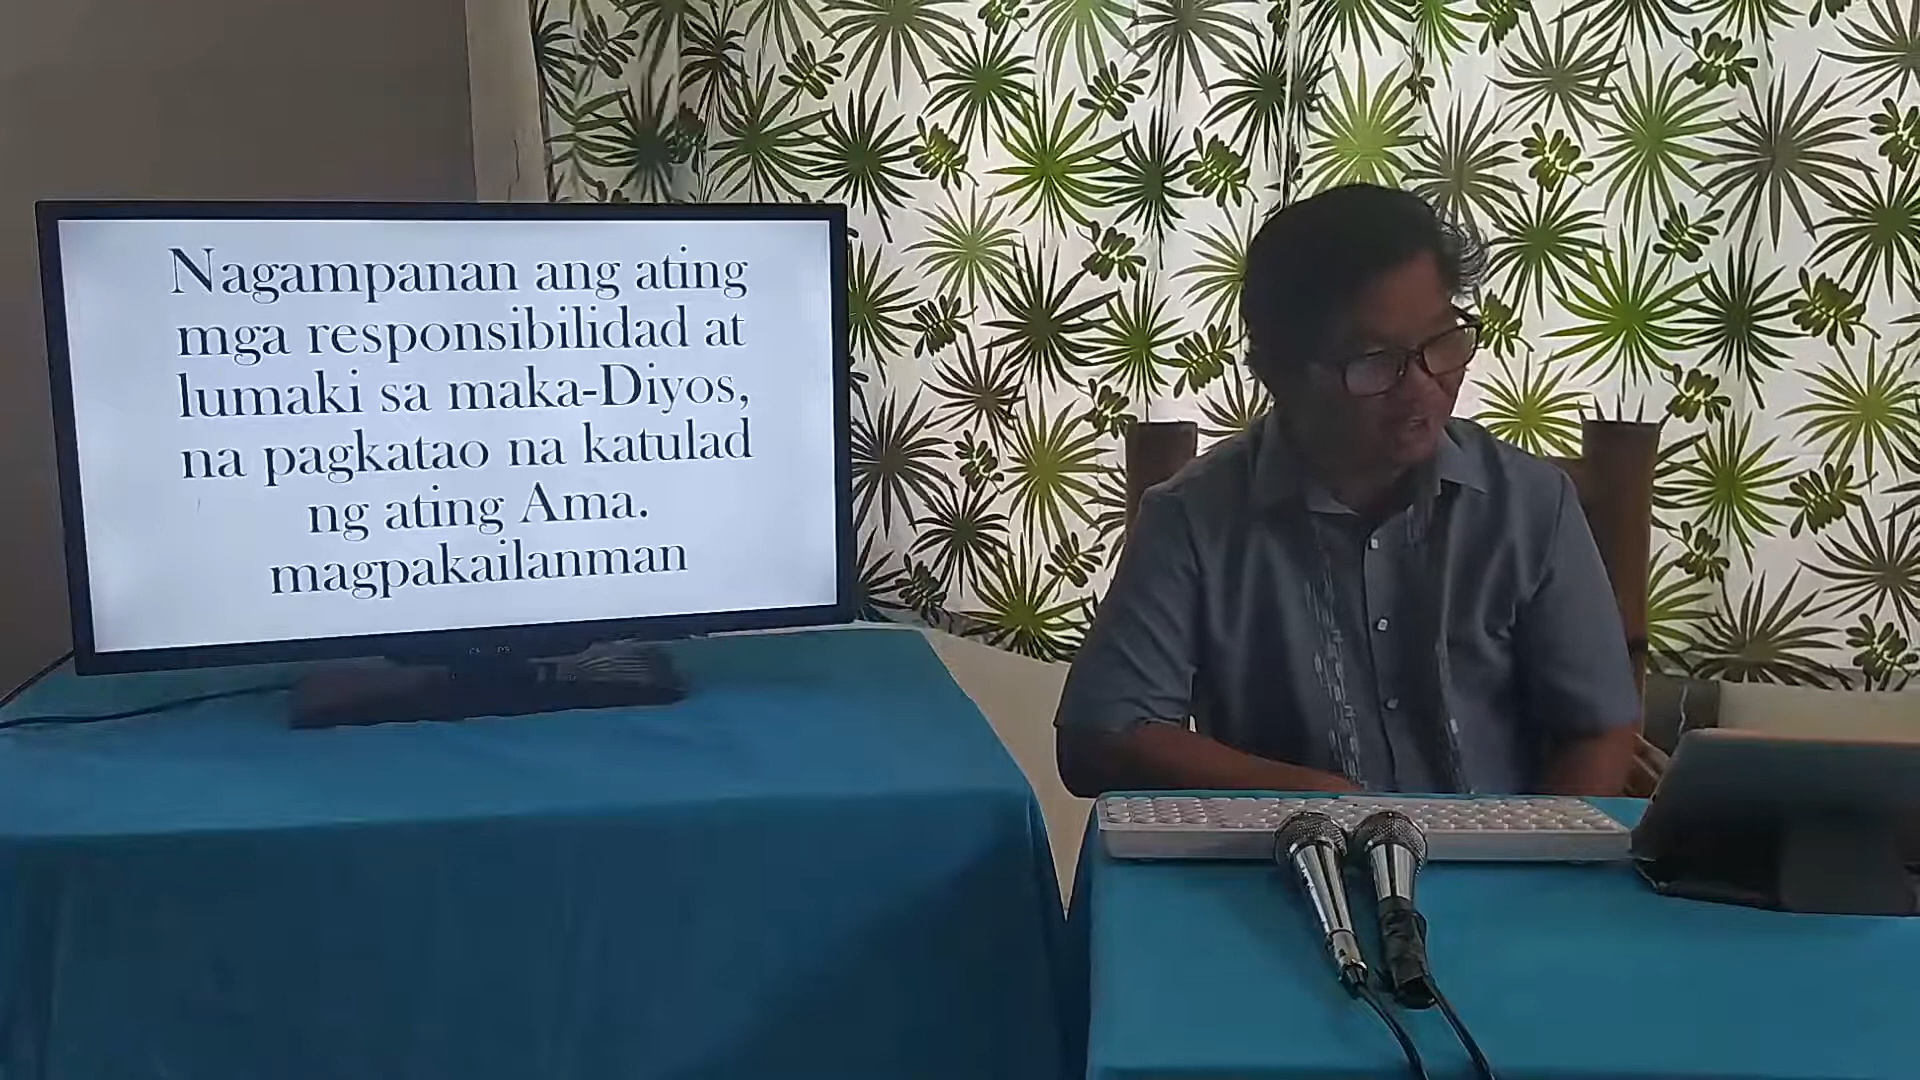 Nagampanan ang ating
mga responsibilidad at
lumaki sa maka-Diyos,
na pagkatao na katulad
ng ating Ama.
magpakailanman